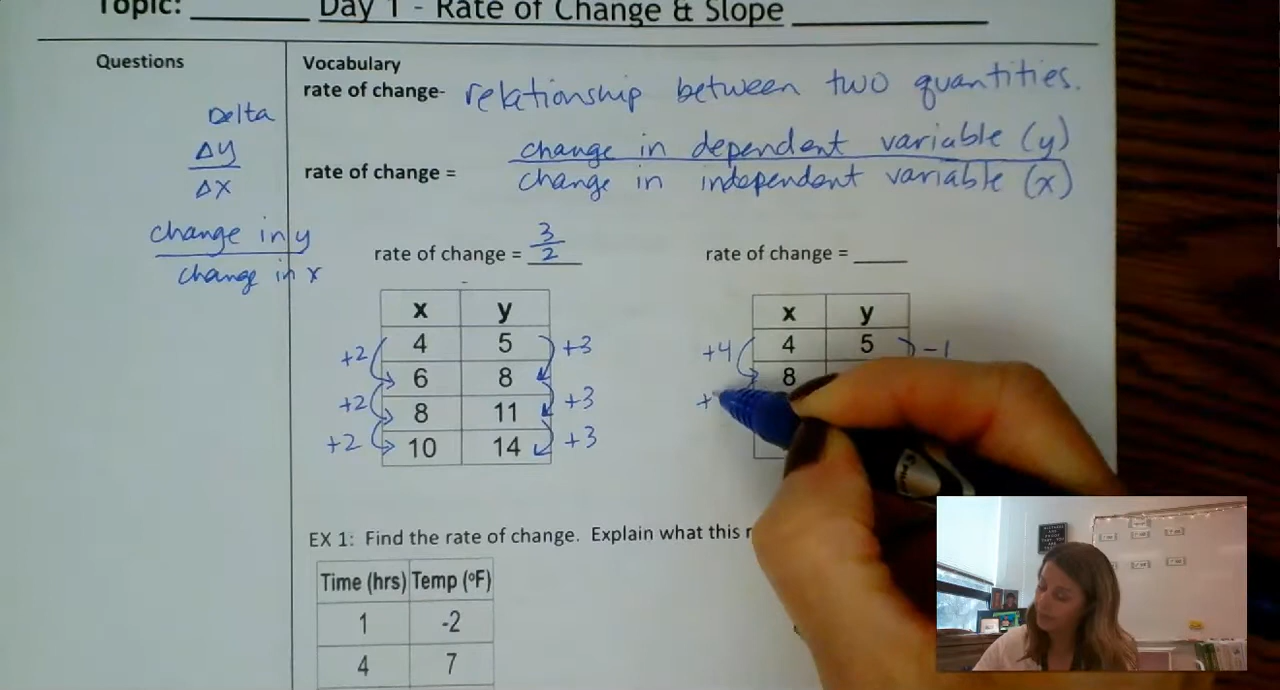 Topic: Day 1 - Rate of Change & Slope
Questions
Vocabulary
rate of change- relationship between two quantities.
Delta
Δy
Δx
change in y
change in x
rate of change = change in dependent variable (y)
change in independent variable (x)
rate of change = 3
2
x y
+2 4 5 +3
+2 6 8 +3
+2 8 11 +3
10 14
rate of change =
x y
+4 4 5 -1
8
+
EX 1: Find the rate of change. Explain what this
Time (hrs) Temp (°F)
1 -2
4 7